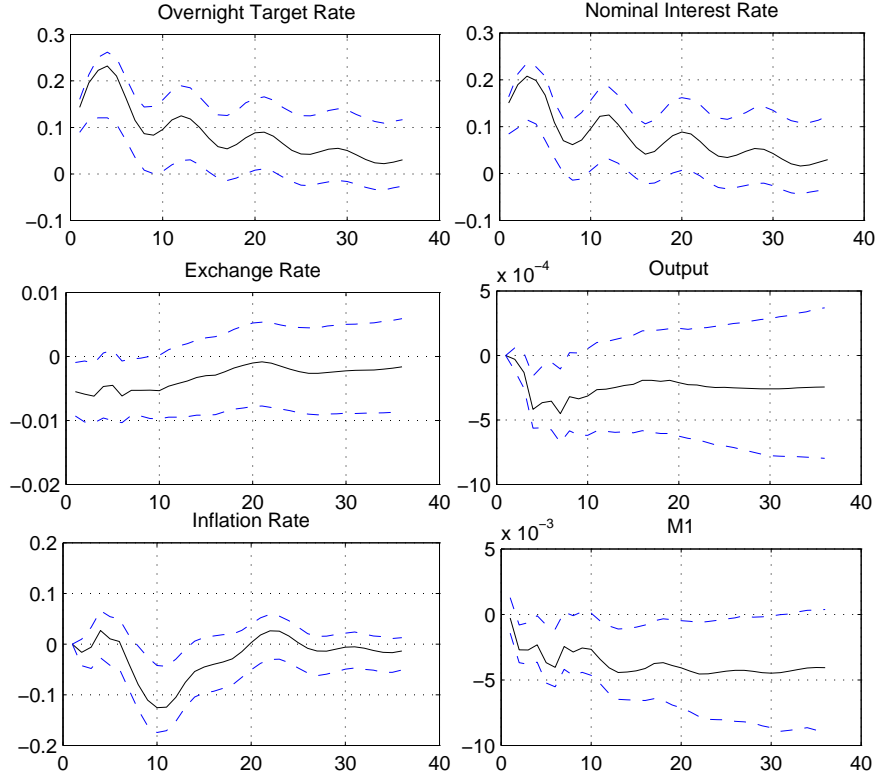 Overnight Target Rate
0.3
0.2
0.1
0
−0.1
0 10 20 30 40
Nominal Interest Rate
0.3
0.2
0.1
0
−0.1
0 10 20 30 40
Exchange Rate
0.01
0
−0.01
−0.02
0 10 20 30 40
Output
x 10⁻⁴
5
0
−5
−10
0 10 20 30 40
Inflation Rate
0.2
0.1
0
−0.1
−0.2
0 10 20 30 40
M1
x 10⁻³
5
0
−5
−10
0 10 20 30 40